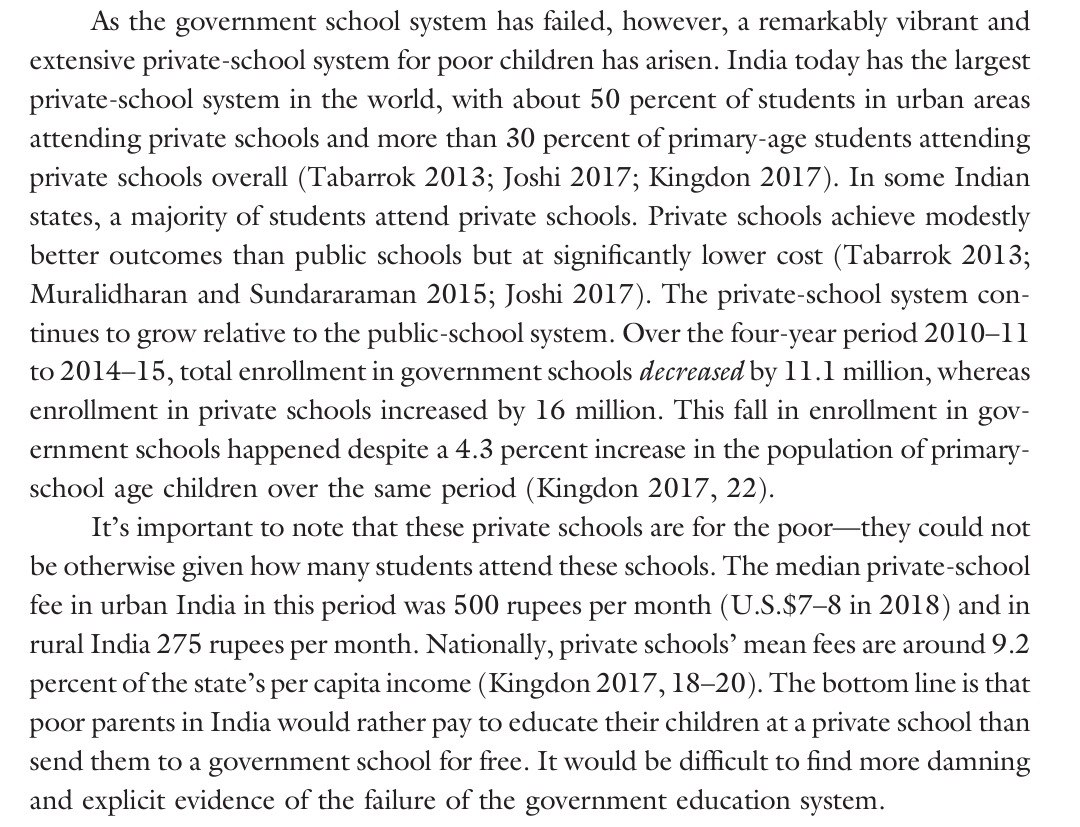 As the government school system has failed, however, a remarkably vibrant and
extensive private-school system for poor children has arisen. India today has the largest
private-school system in the world, with about 50 percent of students in urban areas
attending private schools and more than 30 percent of primary-age students attending
private schools overall (Tabarrok 2013; Joshi 2017; Kingdon 2017). In some Indian
states, a majority of students attend private schools. Private schools achieve modestly
better outcomes than public schools but at significantly lower cost (Tabarrok 2013;
Muralidharan and Sundararaman 2015; Joshi 2017). The private-school system con-
tinues to grow relative to the public-school system. Over the four-year period 2010–11
to 2014–15, total enrollment in government schools decreased by 11.1 million, whereas
enrollment in private schools increased by 16 million. This fall in enrollment in gov-
ernment schools happened despite a 4.3 percent increase in the population of primary-
school age children over the same period (Kingdon 2017, 22).
It's important to note that these private schools are for the poor—they could not
be otherwise given how many students attend these schools. The median private-school
fee in urban India in this period was 500 rupees per month (U.S.$7–8 in 2018) and in
rural India 275 rupees per month. Nationally, private schools' mean fees are around 9.2
percent of the state's per capita income (Kingdon 2017, 18–20). The bottom line is that
poor parents in India would rather pay to educate their children at a private school than
send them to a government school for free. It would be difficult to find more damning
and explicit evidence of the failure of the government education system.